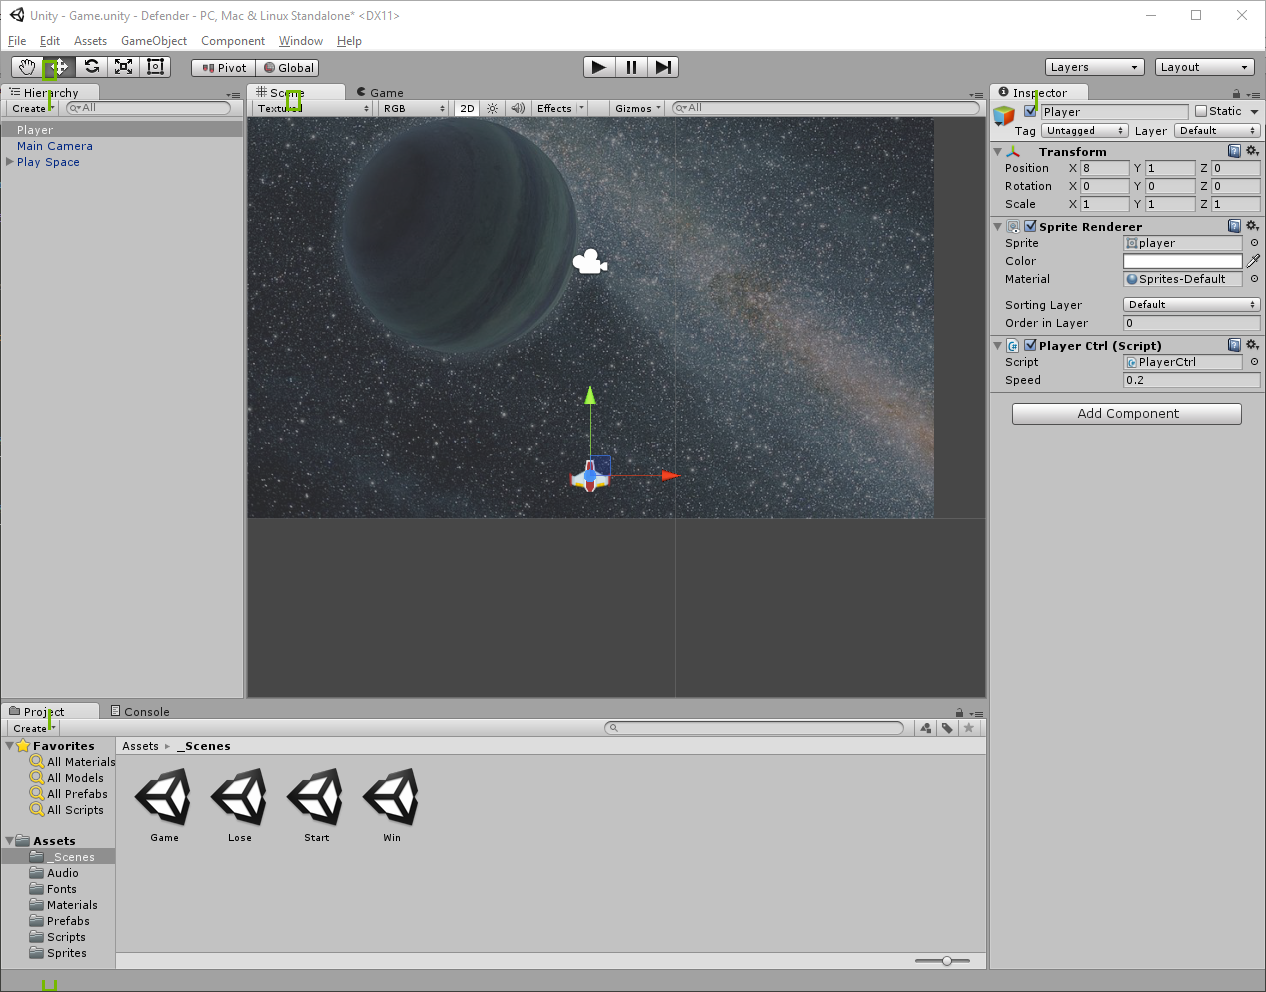 Unity - Game.unity - Defender - PC, Mac & Linux Standalone* <DX11>
File Edit Assets GameObject Component Window Help
Pivot Global Layers Layout
Hierarchy
Create All
Player
Main Camera
Play Space
Scene Game
Textured RGB 2D Effects Gizmos All
Inspector
Player Static
Tag Untagged Layer Default
Transform
Position X 8 Y 1 Z 0
Rotation X 0 Y 0 Z 0
Scale X 1 Y 1 Z 1
Sprite Renderer
Sprite player
Color
Material Sprites-Default
Sorting Layer Default
Order in Layer 0
Player Ctrl (Script)
Script PlayerCtrl
Speed 0.2
Add Component
Project Console
Create
Favorites
All Materials
All Models
All Prefabs
All Scripts
Assets
_Scenes
Audio
Fonts
Materials
Prefabs
Scripts
Sprites
Assets _Scenes
Game Lose Start Win